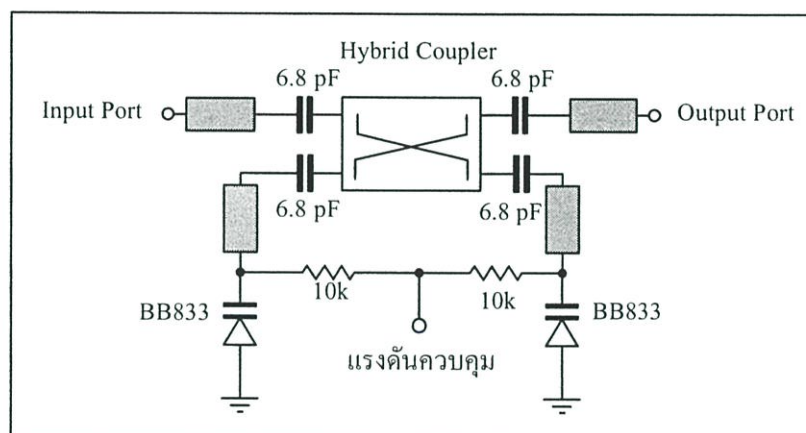 Hybrid Coupler
6.8 pF 6.8 pF
Input Port Output Port
6.8 pF 6.8 pF
10k 10k
BB833 BB833
แรงดันควบคุม